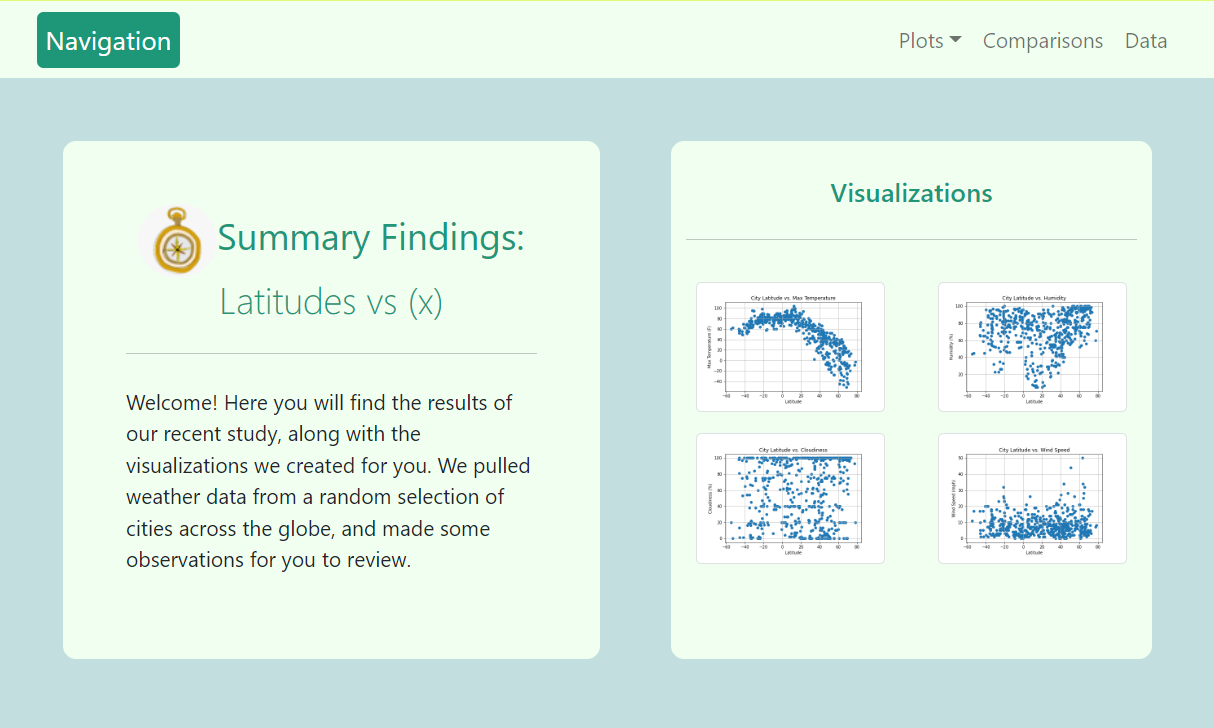 Navigation
Plots
Comparisons
Data
Summary Findings:
Latitudes vs (x)
Welcome! Here you will find the results of
our recent study, along with the
visualizations we created for you. We pulled
weather data from a random selection of
cities across the globe, and made some
observations for you to review.
Visualizations
City Latitude vs. Max Temperature
Max Temperature (F)
100
80
60
40
20
0
−20
−40
−60 −40 −20 0 20 40 60 80
Latitude
City Latitude vs. Humidity
Humidity (%)
100
80
60
40
20
−60 −40 −20 0 20 40 60 80
Latitude
City Latitude vs. Cloudiness
Cloudiness (%)
100
80
60
40
20
0
−60 −40 −20 0 20 40 60 80
Latitude
City Latitude vs. Wind Speed
Wind Speed (mph)
50
40
30
20
10
0
−60 −40 −20 0 20 40 60 80
Latitude